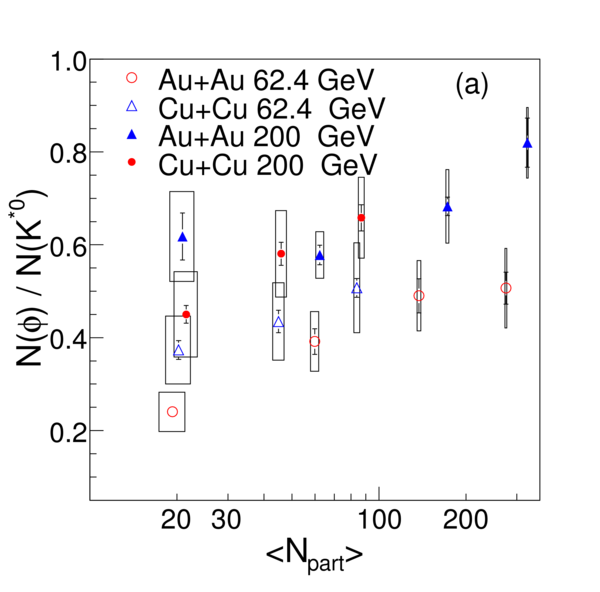 1.0
0.8
0.6
0.4
0.2
N(ϕ) / N(K*0)
Au+Au 62.4 GeV
Cu+Cu 62.4 GeV
Au+Au 200 GeV
Cu+Cu 200 GeV
(a)
20 30 100 200
<Npart>